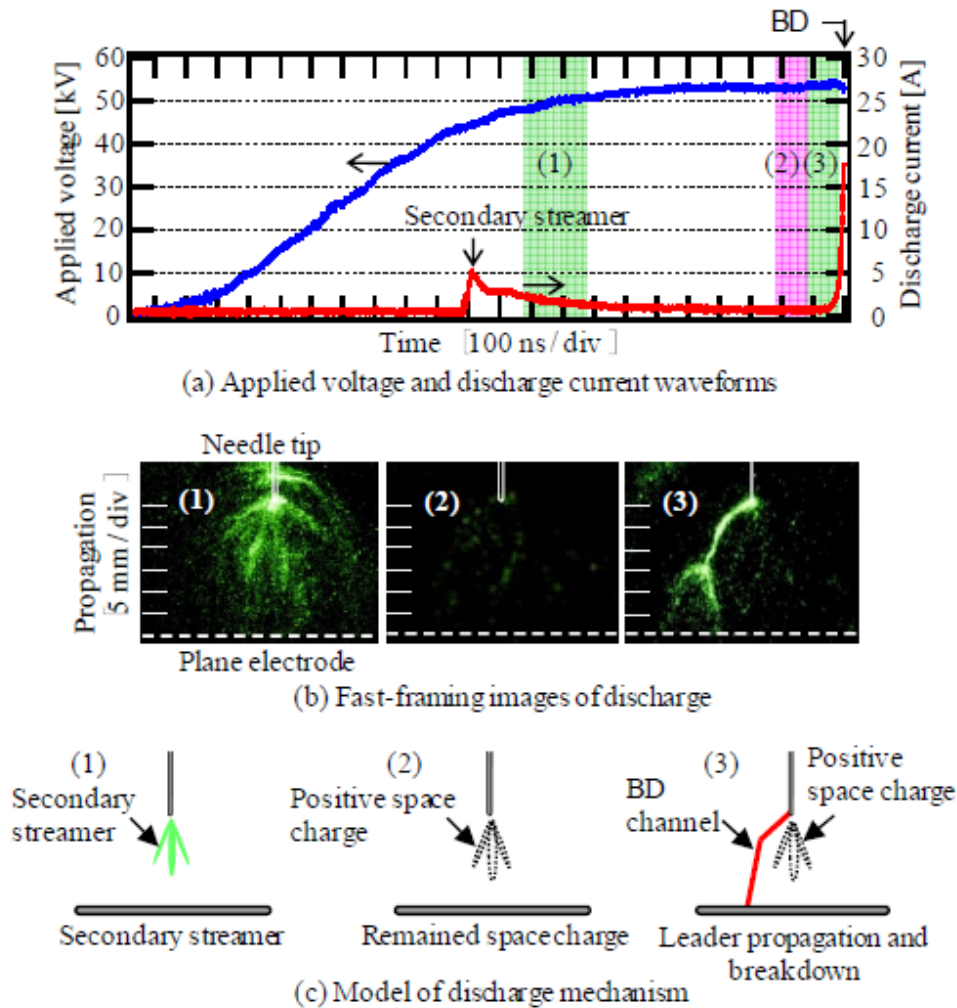 BD
60
50
40
30
20
10
0
Applied voltage [kV]
30
25
20
15
10
5
0
Discharge current [A]
(1)
(2)
(3)
Secondary streamer
Time [100 ns / div ]
(a) Applied voltage and discharge current waveforms
Needle tip
Propagation
[5 mm / div]
(1)
(2)
(3)
Plane electrode
(b) Fast-framing images of discharge
(1)
Secondary
streamer
Secondary streamer
(2)
Positive space
charge
Remained space charge
(3)
BD
channel
Positive
space charge
Leader propagation and
breakdown
(c) Model of discharge mechanism